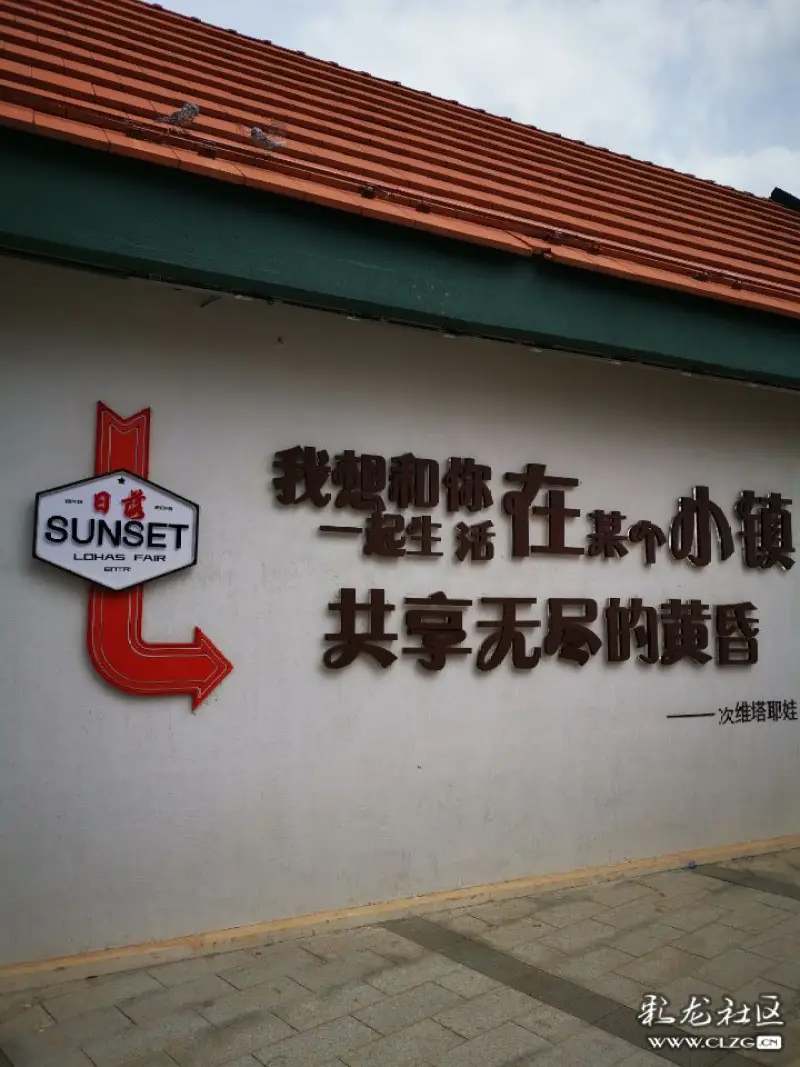 日落
SUNSET
LOHAS FAIR
我想和你
一起生活在某个小镇
共享无尽的黄昏
——次维塔耶娃
彩龙社区
WWW.CLZG.CN